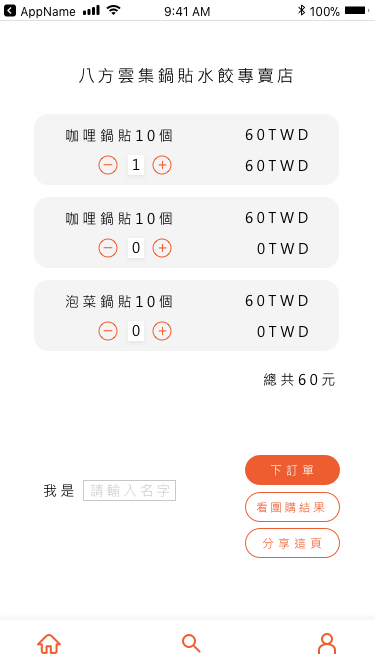 AppName 9:41 AM 100%
八方雲集鍋貼水餃專賣店
咖哩鍋貼10個 60TWD
1 60TWD
咖哩鍋貼10個 60TWD
0 0TWD
泡菜鍋貼10個 60TWD
0 0TWD
總共60元
下訂單
我是 請輸入名字
看團購結果
分享這頁